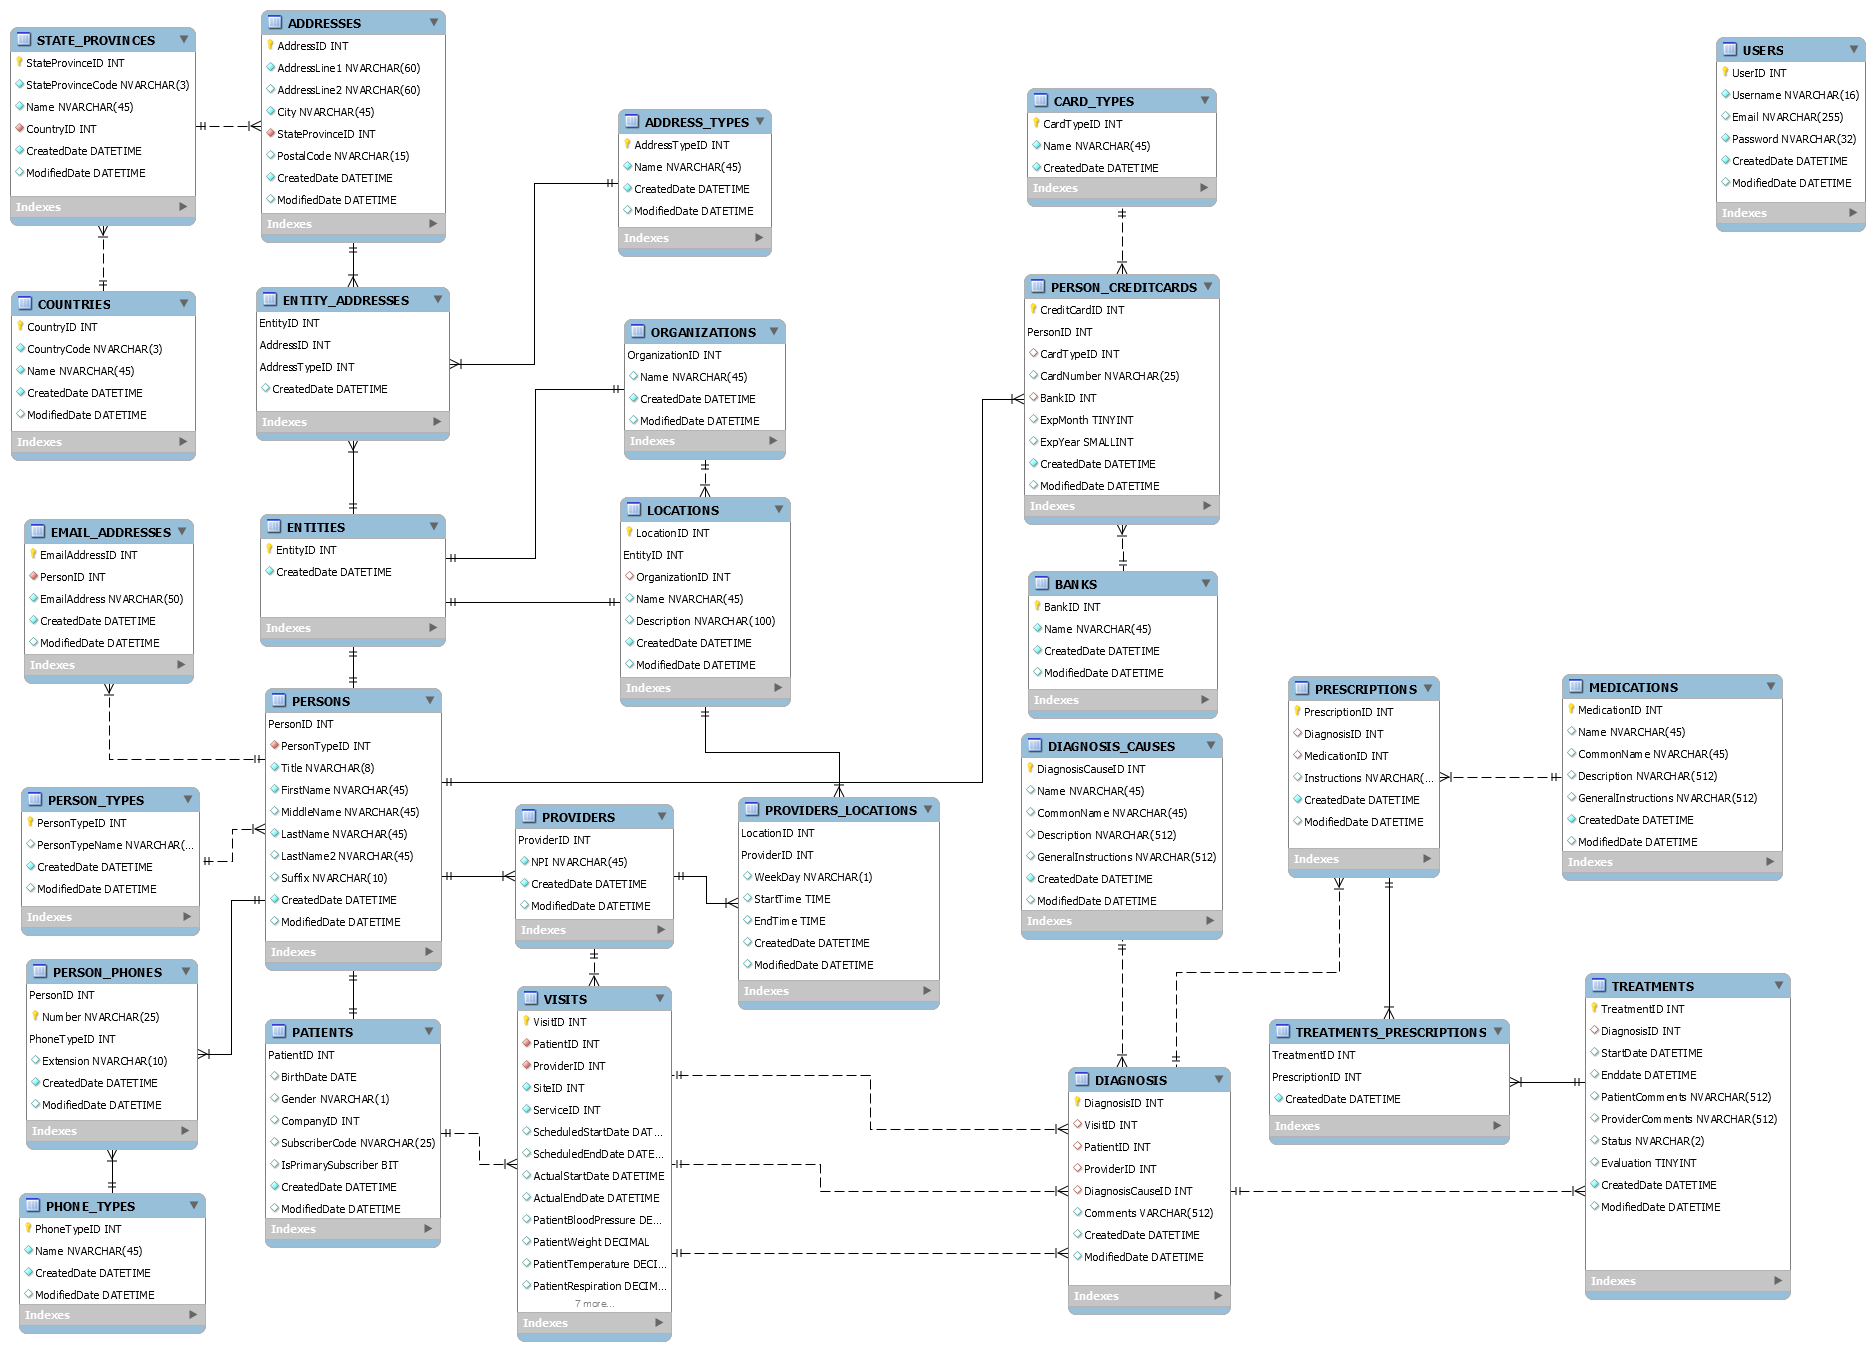 STATE_PROVINCES
StateProvinceID INT
StateProvinceCode NVARCHAR(3)
Name NVARCHAR(45)
CountryID INT
CreatedDate DATETIME
ModifiedDate DATETIME
Indexes
ADDRESSES
AddressID INT
AddressLine1 NVARCHAR(60)
AddressLine2 NVARCHAR(60)
City NVARCHAR(45)
StateProvinceID INT
PostalCode NVARCHAR(15)
CreatedDate DATETIME
ModifiedDate DATETIME
Indexes
ADDRESS_TYPES
AddressTypeID INT
Name NVARCHAR(45)
CreatedDate DATETIME
ModifiedDate DATETIME
Indexes
CARD_TYPES
CardTypeID INT
Name NVARCHAR(45)
CreatedDate DATETIME
Indexes
USERS
UserID INT
Username NVARCHAR(16)
Email NVARCHAR(255)
Password NVARCHAR(32)
CreatedDate DATETIME
ModifiedDate DATETIME
Indexes
COUNTRIES
CountryID INT
CountryCode NVARCHAR(3)
Name NVARCHAR(45)
CreatedDate DATETIME
ModifiedDate DATETIME
Indexes
ENTITY_ADDRESSES
EntityID INT
AddressID INT
AddressTypeID INT
CreatedDate DATETIME
Indexes
ORGANIZATIONS
OrganizationID INT
Name NVARCHAR(45)
CreatedDate DATETIME
ModifiedDate DATETIME
Indexes
PERSON_CREDITCARDS
CreditCardID INT
PersonID INT
CardTypeID INT
CardNumber NVARCHAR(25)
BankID INT
ExpMonth TINYINT
ExpYear SMALLINT
CreatedDate DATETIME
ModifiedDate DATETIME
Indexes
EMAIL_ADDRESSES
EmailAddressID INT
PersonID INT
EmailAddress NVARCHAR(50)
CreatedDate DATETIME
ModifiedDate DATETIME
Indexes
ENTITIES
EntityID INT
CreatedDate DATETIME
Indexes
LOCATIONS
LocationID INT
EntityID INT
OrganizationID INT
Name NVARCHAR(45)
Description NVARCHAR(100)
CreatedDate DATETIME
ModifiedDate DATETIME
Indexes
BANKS
BankID INT
Name NVARCHAR(45)
CreatedDate DATETIME
ModifiedDate DATETIME
Indexes
PERSON_TYPES
PersonTypeID INT
PersonTypeName NVARCHAR(...
CreatedDate DATETIME
ModifiedDate DATETIME
Indexes
PERSONS
PersonID INT
PersonTypeID INT
Title NVARCHAR(8)
FirstName NVARCHAR(45)
MiddleName NVARCHAR(45)
LastName NVARCHAR(45)
LastName2 NVARCHAR(45)
Suffix NVARCHAR(10)
CreatedDate DATETIME
ModifiedDate DATETIME
Indexes
PROVIDERS
ProviderID INT
NPI NVARCHAR(45)
CreatedDate DATETIME
ModifiedDate DATETIME
Indexes
PROVIDERS_LOCATIONS
LocationID INT
ProviderID INT
WeekDay NVARCHAR(1)
StartTime TIME
EndTime TIME
CreatedDate DATETIME
ModifiedDate DATETIME
Indexes
DIAGNOSIS_CAUSES
DiagnosisCauseID INT
Name NVARCHAR(45)
CommonName NVARCHAR(45)
Description NVARCHAR(512)
GeneralInstructions NVARCHAR(512)
CreatedDate DATETIME
ModifiedDate DATETIME
Indexes
PRESCRIPTIONS
PrescriptionID INT
DiagnosisID INT
MedicationID INT
Instructions NVARCHAR(...
CreatedDate DATETIME
ModifiedDate DATETIME
Indexes
MEDICATIONS
MedicationID INT
Name NVARCHAR(45)
CommonName NVARCHAR(45)
Description NVARCHAR(512)
GeneralInstructions NVARCHAR(512)
CreatedDate DATETIME
ModifiedDate DATETIME
Indexes
PERSON_PHONES
PersonID INT
Number NVARCHAR(25)
PhoneTypeID INT
Extension NVARCHAR(10)
CreatedDate DATETIME
ModifiedDate DATETIME
Indexes
PATIENTS
PatientID INT
BirthDate DATE
Gender NVARCHAR(1)
CompanyID INT
SubscriberCode NVARCHAR(25)
IsPrimarySubscriber BIT
CreatedDate DATETIME
ModifiedDate DATETIME
Indexes
VISITS
VisitID INT
PatientID INT
ProviderID INT
SiteID INT
ServiceID INT
ScheduledStartDate DAT...
ScheduledEndDate DATE...
ActualStartDate DATETIME
ActualEndDate DATETIME
PatientBloodPressure DE...
PatientWeight DECIMAL
PatientTemperature DECI...
PatientRespiration DECIM...
7 more...
Indexes
DIAGNOSIS
DiagnosisID INT
VisitID INT
PatientID INT
ProviderID INT
DiagnosisCauseID INT
Comments VARCHAR(512)
CreatedDate DATETIME
ModifiedDate DATETIME
Indexes
TREATMENTS_PRESCRIPTIONS
TreatmentID INT
PrescriptionID INT
CreatedDate DATETIME
Indexes
TREATMENTS
TreatmentID INT
DiagnosisID INT
StartDate DATETIME
Enddate DATETIME
PatientComments NVARCHAR(512)
ProviderComments NVARCHAR(512)
Status NVARCHAR(2)
Evaluation TINYINT
CreatedDate DATETIME
ModifiedDate DATETIME
Indexes
PHONE_TYPES
PhoneTypeID INT
Name NVARCHAR(45)
CreatedDate DATETIME
ModifiedDate DATETIME
Indexes